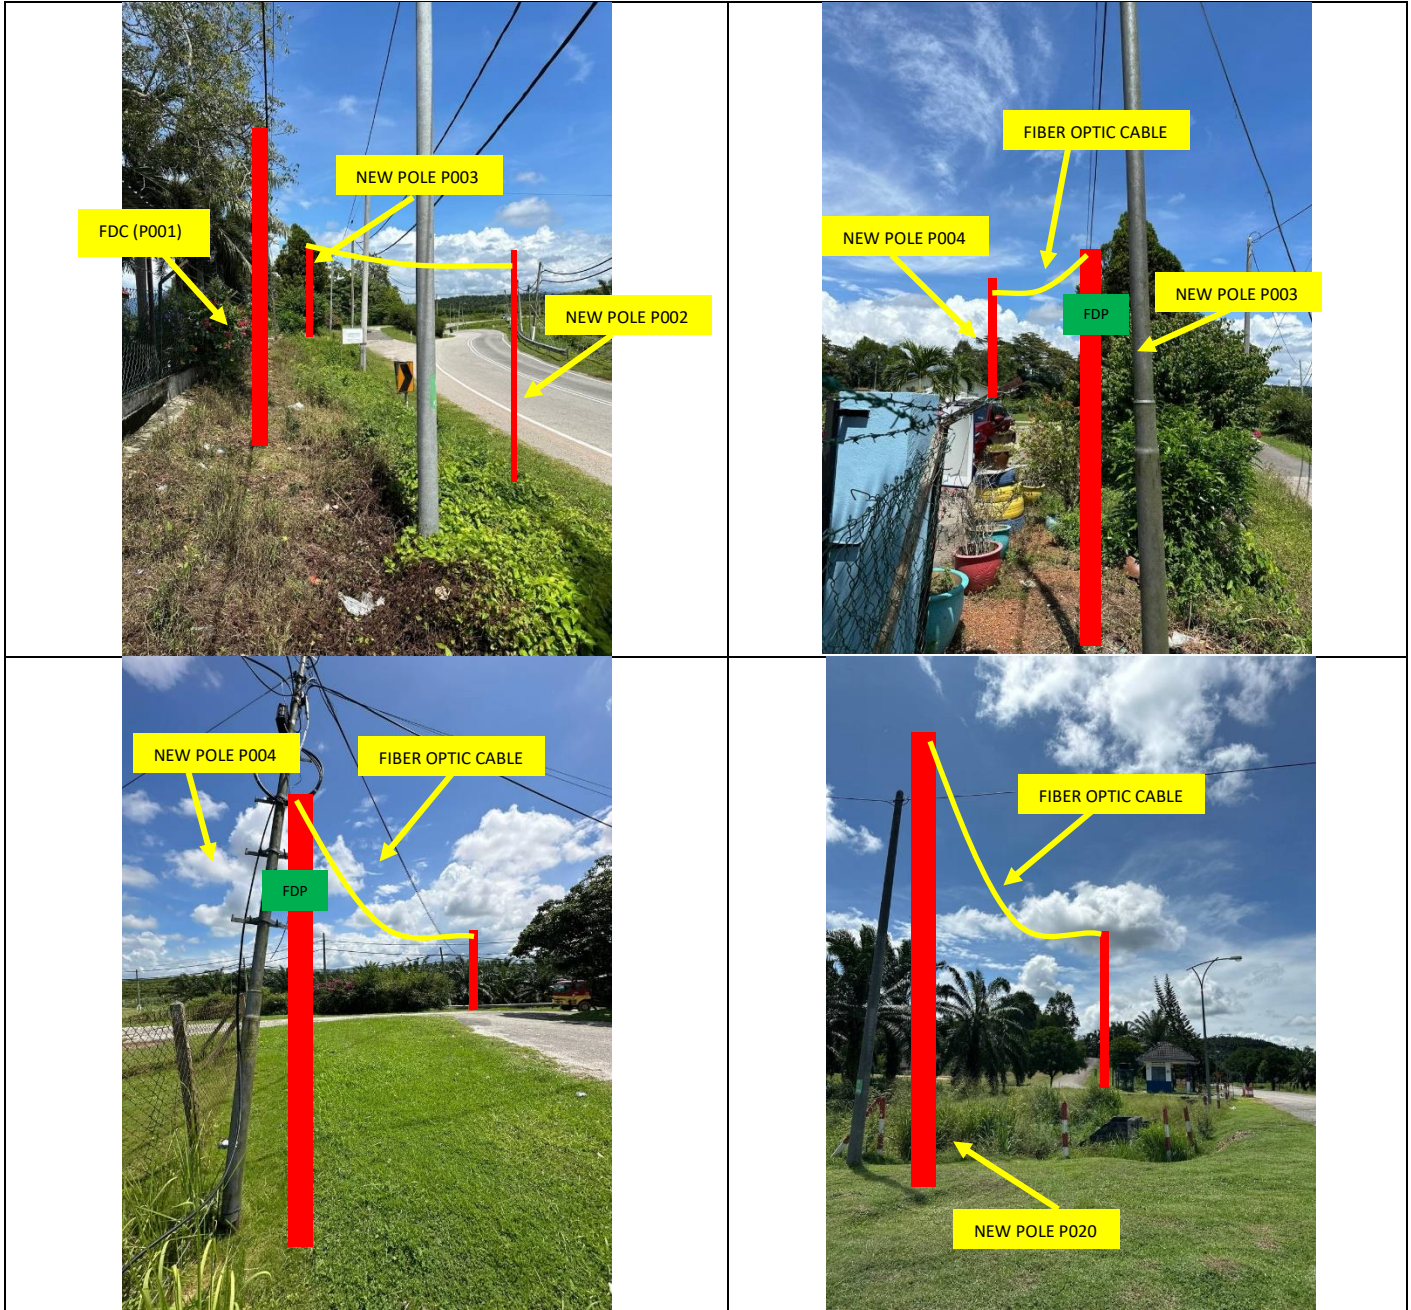 NEW POLE P003
FDC (P001)
NEW POLE P002
FIBER OPTIC CABLE
NEW POLE P004
FDP
NEW POLE P003
NEW POLE P004
FIBER OPTIC CABLE
FDP
FIBER OPTIC CABLE
NEW POLE P020